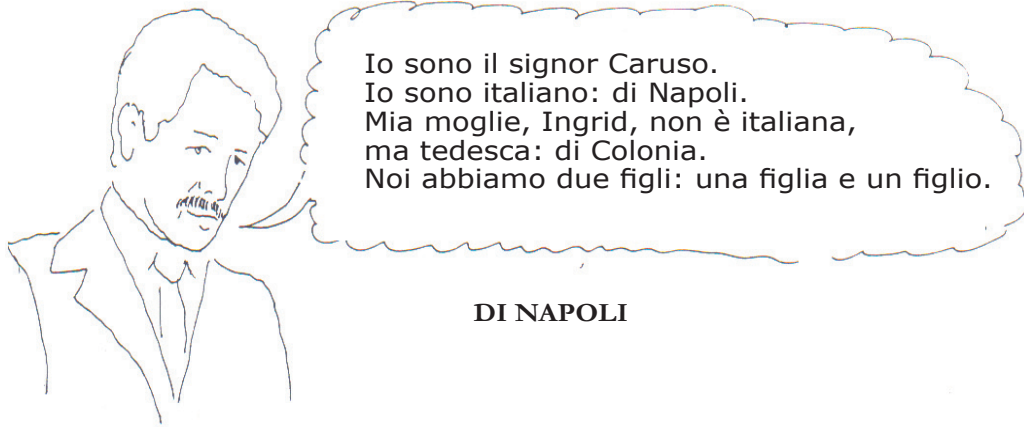 Io sono il signor Caruso.
Io sono italiano: di Napoli.
Mia moglie, Ingrid, non è italiana,
ma tedesca: di Colonia.
Noi abbiamo due figli: una figlia e un figlio.
DI NAPOLI